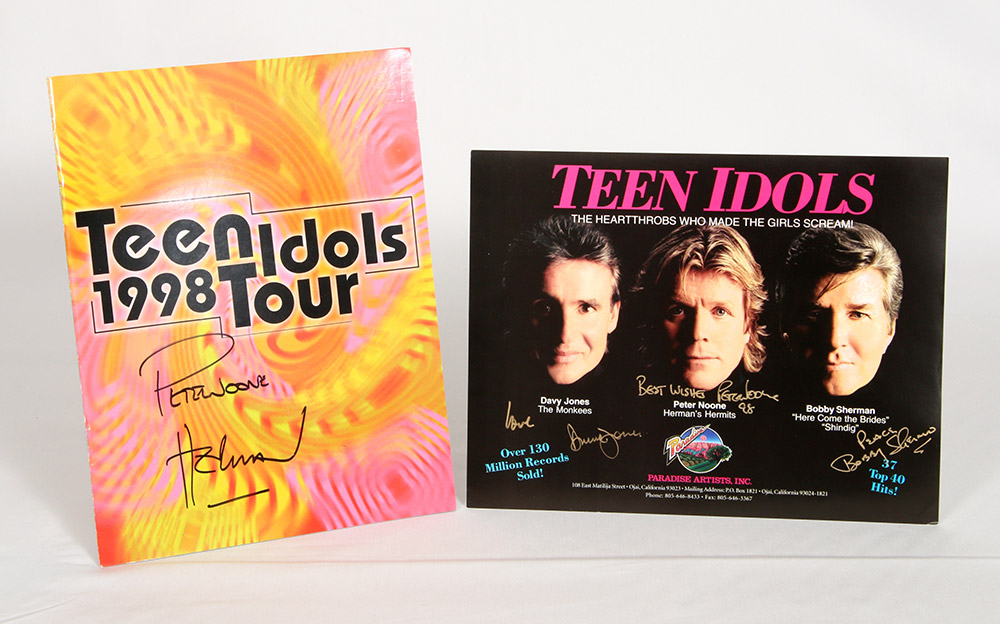 Teen Idols
1998 Tour
Peter Noone
Herman
TEEN IDOLS
THE HEARTTHROBS WHO MADE THE GIRLS SCREAM!
Davy Jones
The Monkees
Love
Davy Jones
Over 130
Million Records
Sold!
Best Wishes Peter Noone
98
Peter Noone
Herman's Hermits
Paradise
PARADISE ARTISTS, INC.
108 East Matilija Street • Ojai, California 93023 • Mailing Address: P.O. Box 1821 • Ojai, California 93024-1821
Phone: 805-646-8433 • Fax: 805-646-3367
Bobby Sherman
"Here Come the Brides"
"Shindig"
Peace
Bobby Sherman
37
Top 40
Hits!